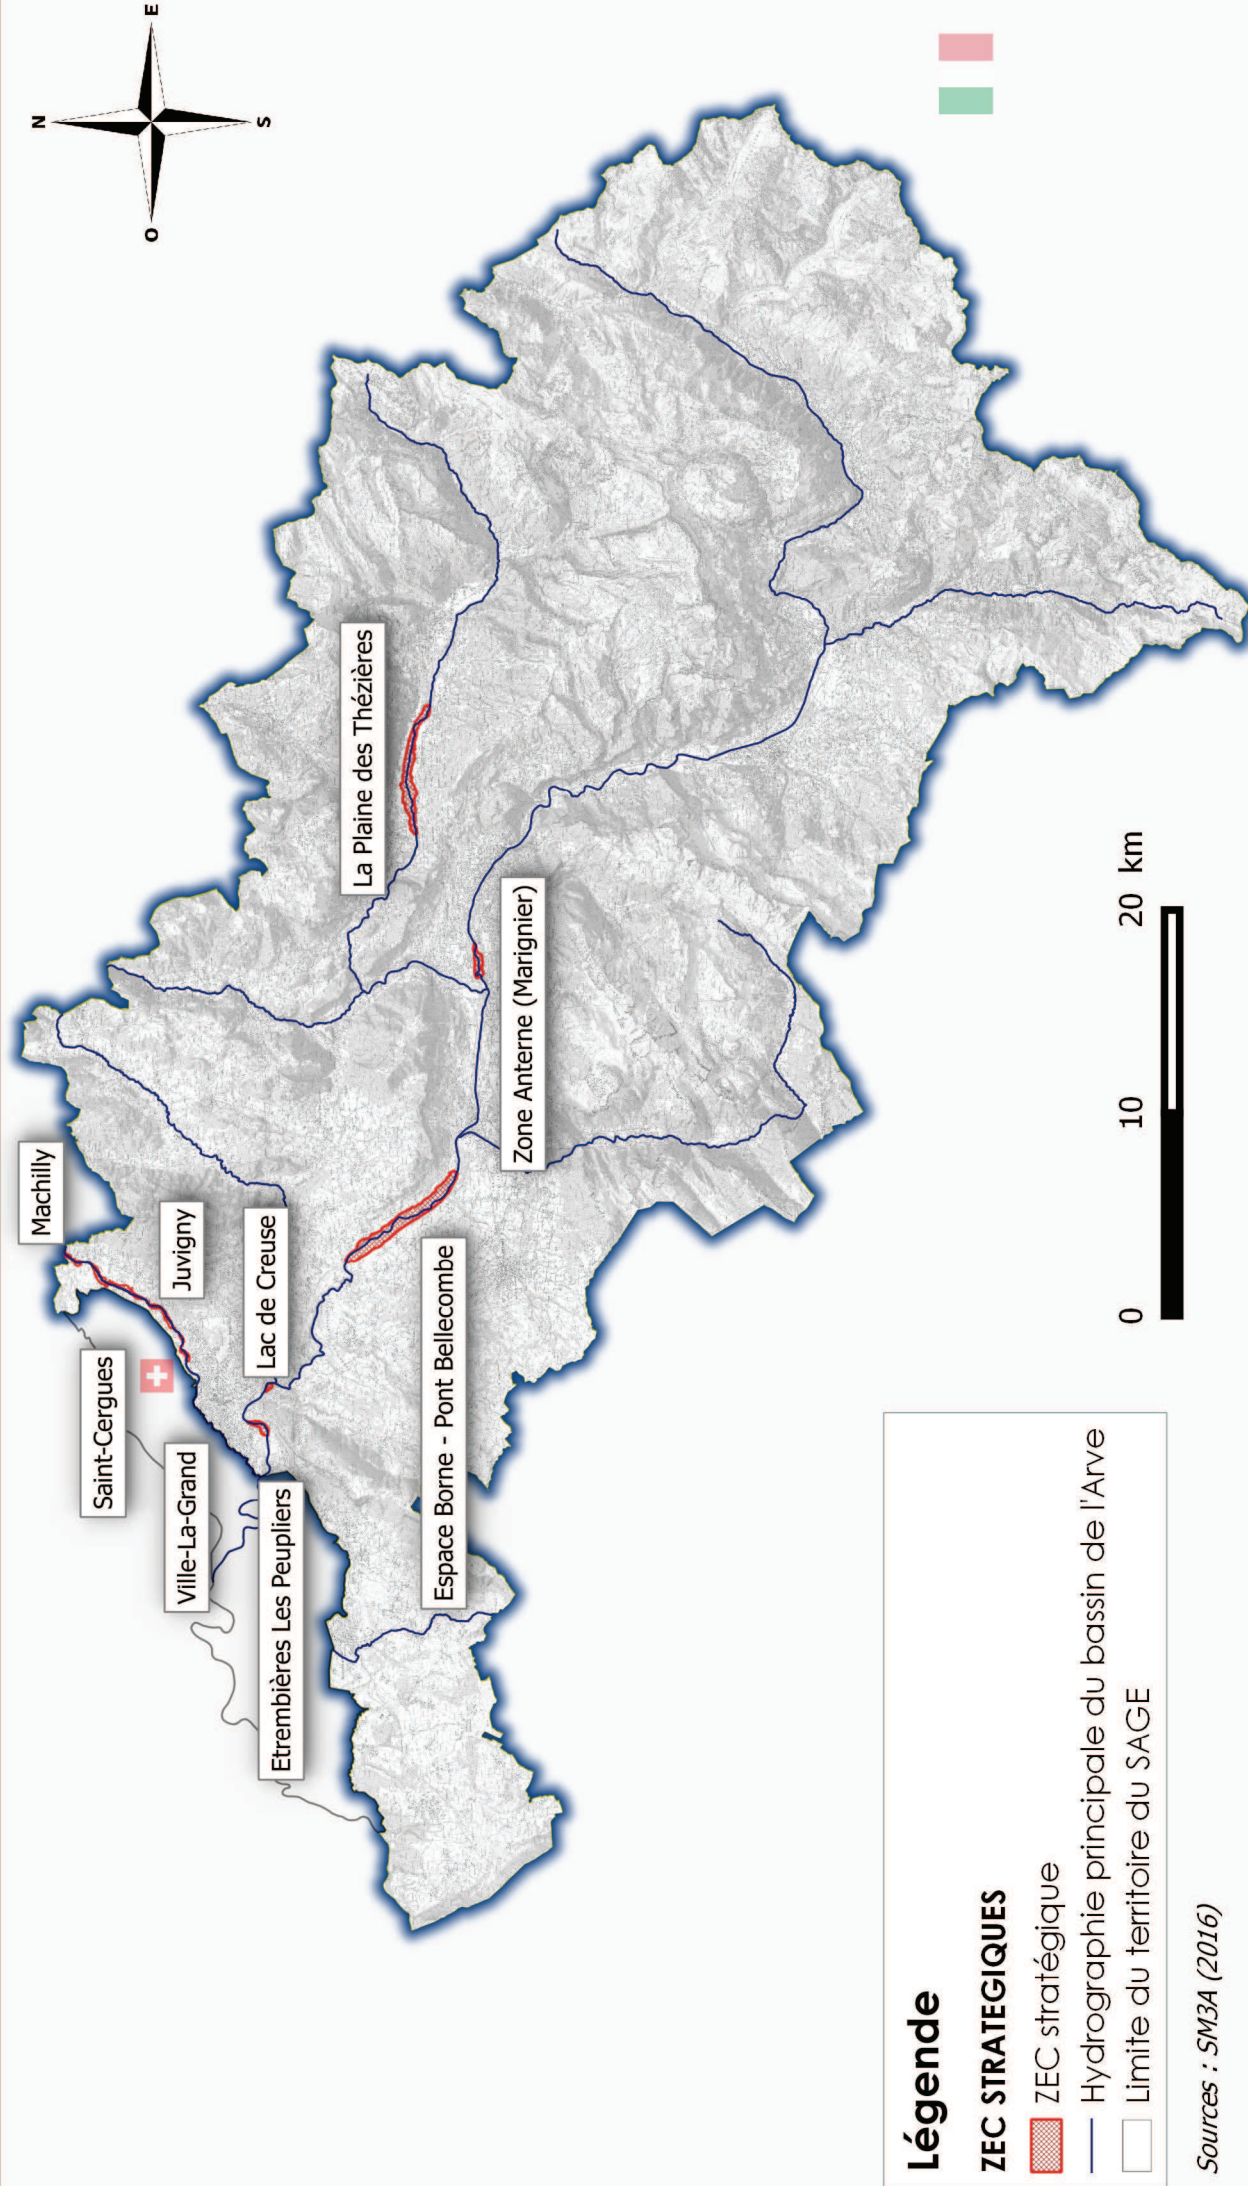 N
O
E
S
Machilly
Saint-Cergues
Juvigny
Ville-La-Grand
Lac de Creuse
Etrembières Les Peupliers
La Plaine des Thézières
Espace Borne - Pont Bellecombe
Zone Anterne (Marignier)
Légende
ZEC STRATEGIQUES
ZEC stratégique
Hydrographie principale du bassin de l'Arve
Limite du territoire du SAGE
0 10 20 km
Sources : SM3A (2016)